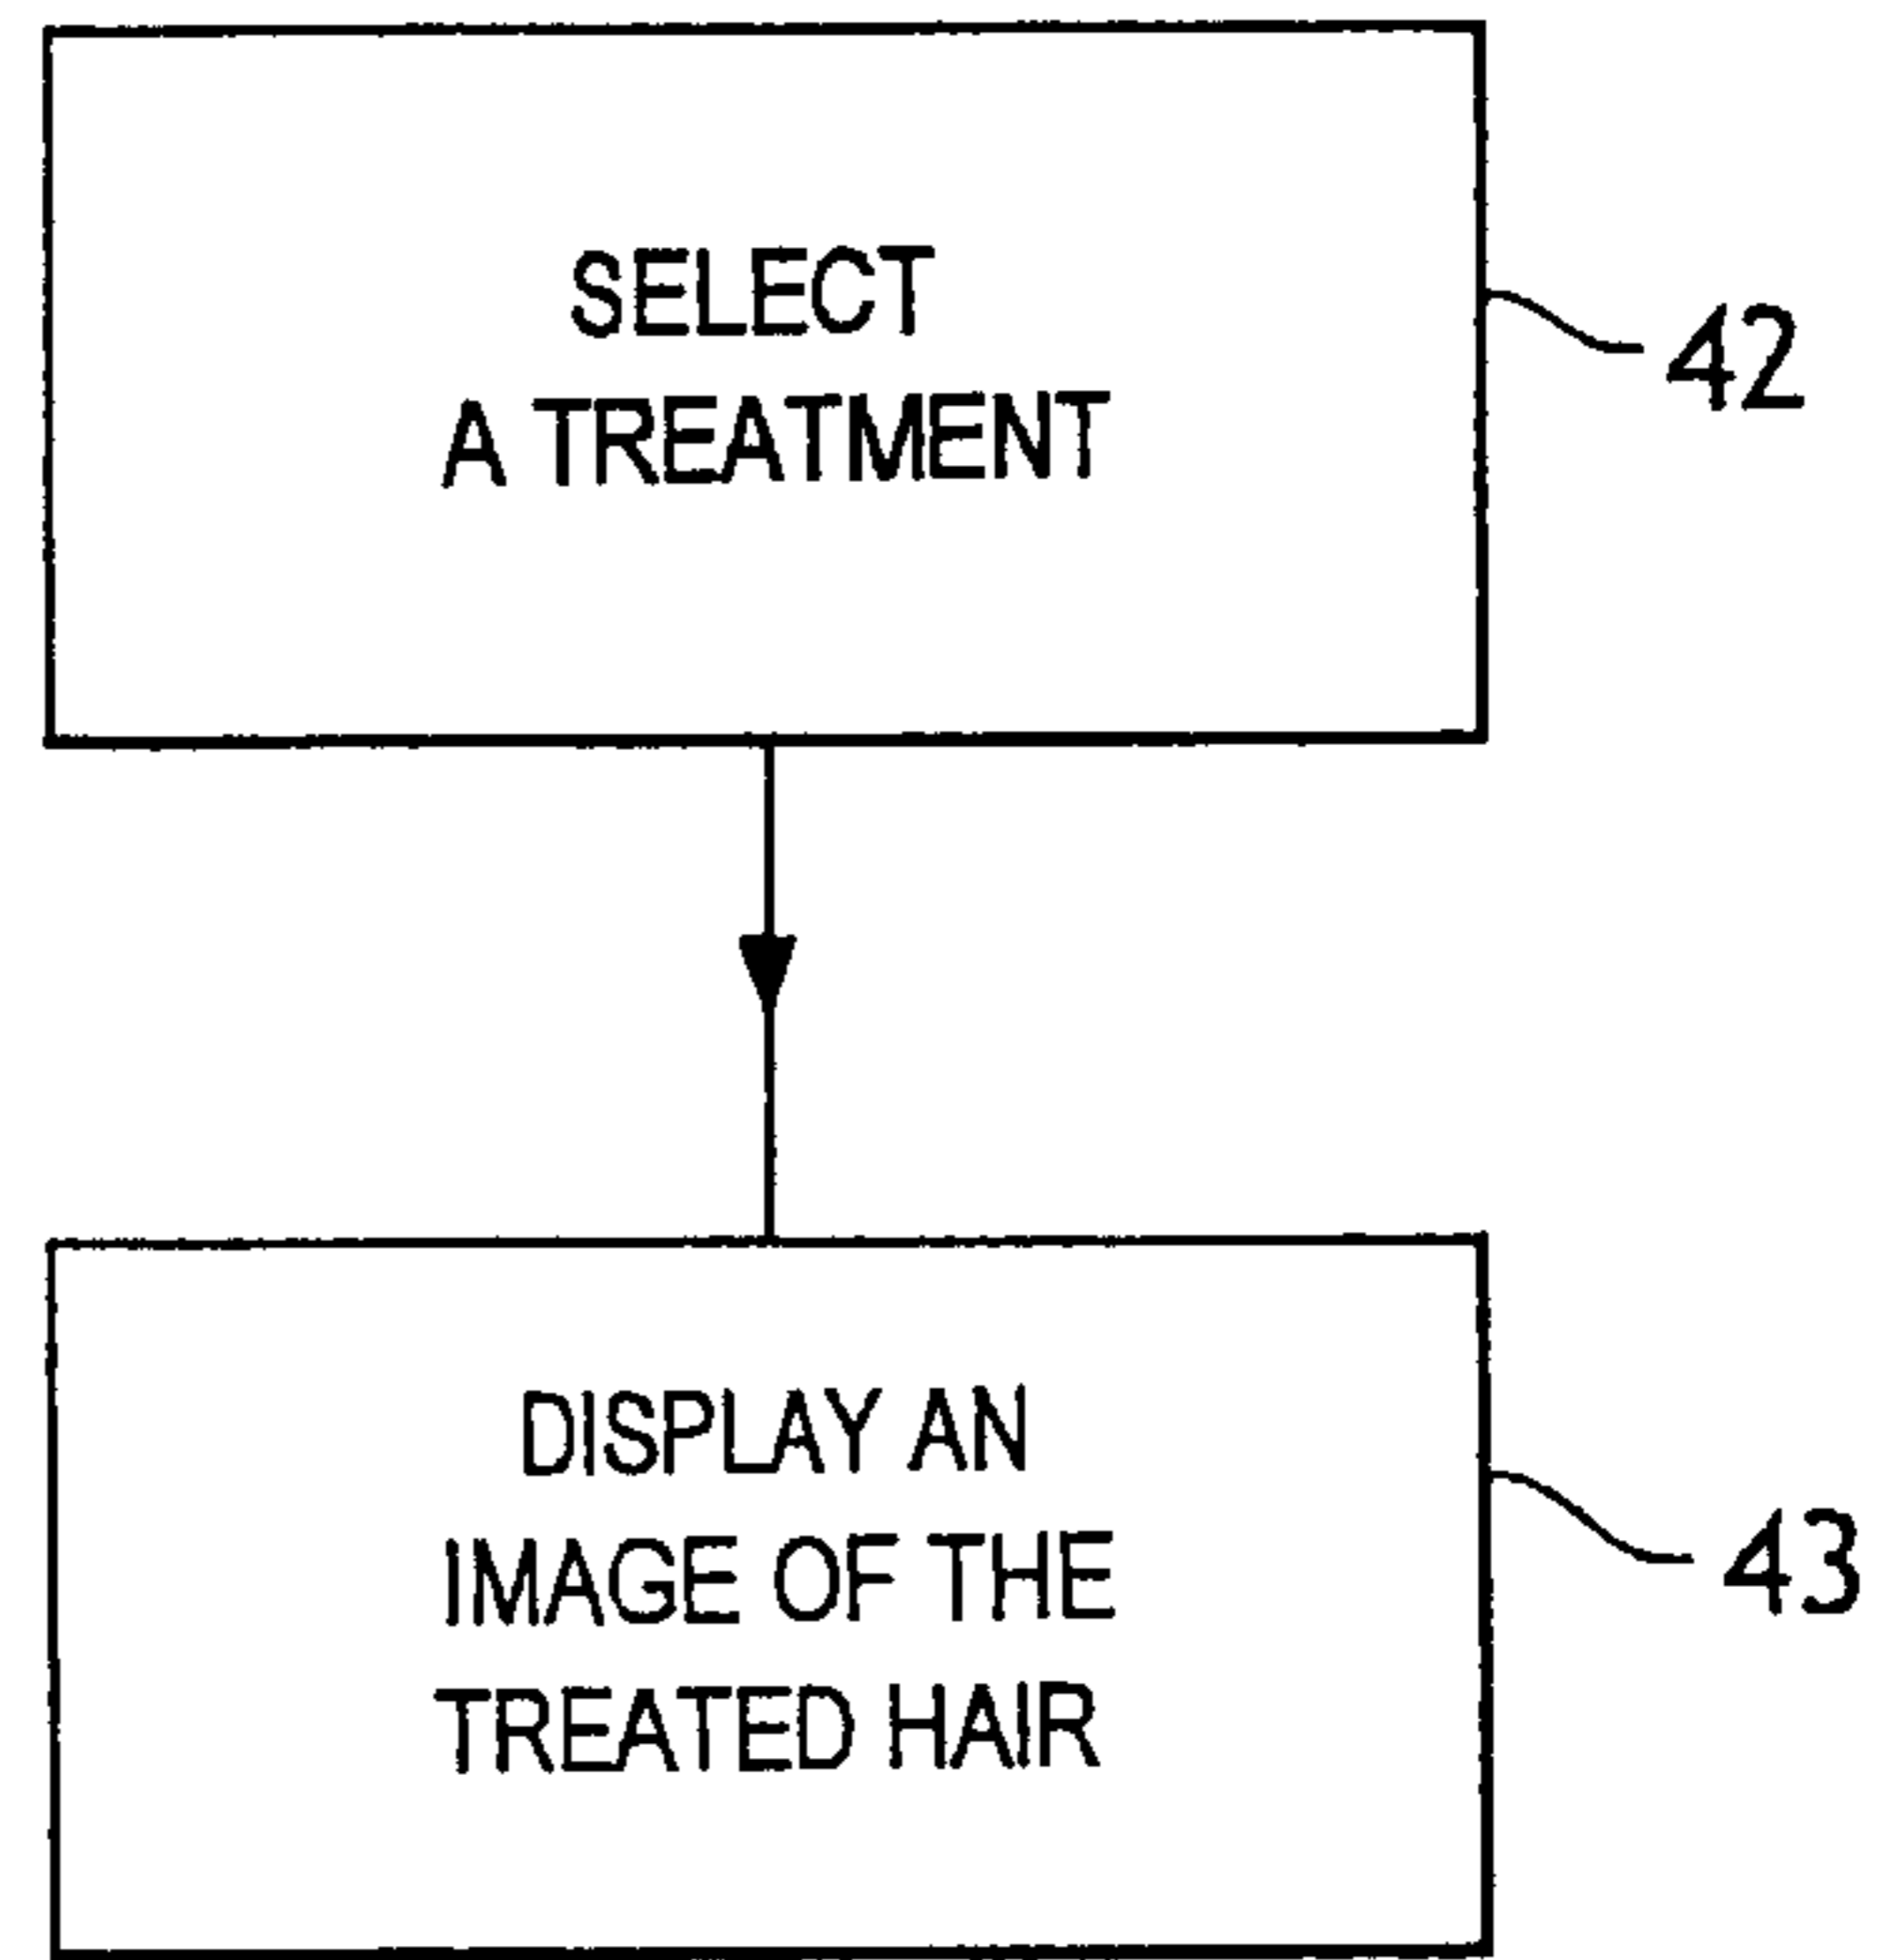 SELECT
A TREATMENT
42
DISPLAY AN
IMAGE OF THE
TREATED HAIR
43